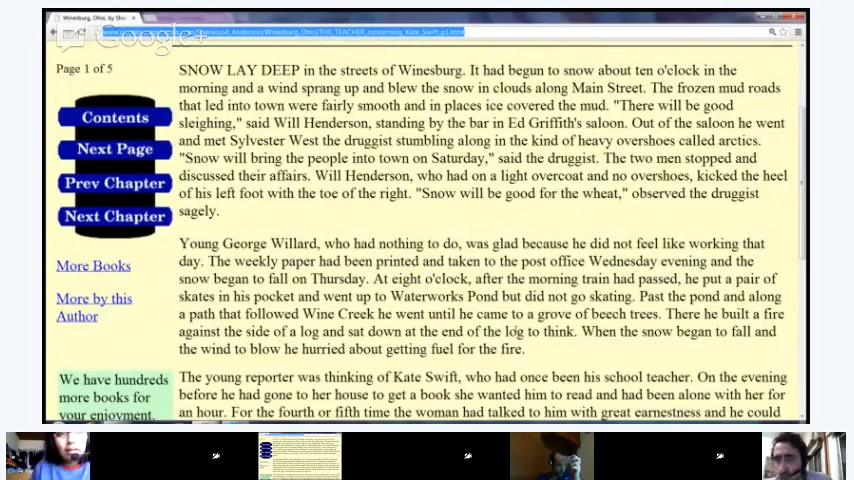 Winesburg, Ohio, by She
Google+
wood_Anderson/Winesburg_Ohio/THE_TEACHER_concerning_Kate_Swift_p1.html
Page 1 of 5
Contents
Next Page
Prev Chapter
Next Chapter
More Books
More by this
Author
We have hundreds
more books for
your enjoyment.
SNOW LAY DEEP in the streets of Winesburg. It had begun to snow about ten o'clock in the
morning and a wind sprang up and blew the snow in clouds along Main Street. The frozen mud roads
that led into town were fairly smooth and in places ice covered the mud. "There will be good
sleighing," said Will Henderson, standing by the bar in Ed Griffith's saloon. Out of the saloon he went
and met Sylvester West the druggist stumbling along in the kind of heavy overshoes called arctics.
"Snow will bring the people into town on Saturday," said the druggist. The two men stopped and
discussed their affairs. Will Henderson, who had on a light overcoat and no overshoes, kicked the heel
of his left foot with the toe of the right. "Snow will be good for the wheat," observed the druggist
sagely.
Young George Willard, who had nothing to do, was glad because he did not feel like working that
day. The weekly paper had been printed and taken to the post office Wednesday evening and the
snow began to fall on Thursday. At eight o'clock, after the morning train had passed, he put a pair of
skates in his pocket and went up to Waterworks Pond but did not go skating. Past the pond and along
a path that followed Wine Creek he went until he came to a grove of beech trees. There he built a fire
against the side of a log and sat down at the end of the log to think. When the snow began to fall and
the wind to blow he hurried about getting fuel for the fire.
The young reporter was thinking of Kate Swift, who had once been his school teacher. On the evening
before he had gone to her house to get a book she wanted him to read and had been alone with her for
an hour. For the fourth or fifth time the woman had talked to him with great earnestness and he could